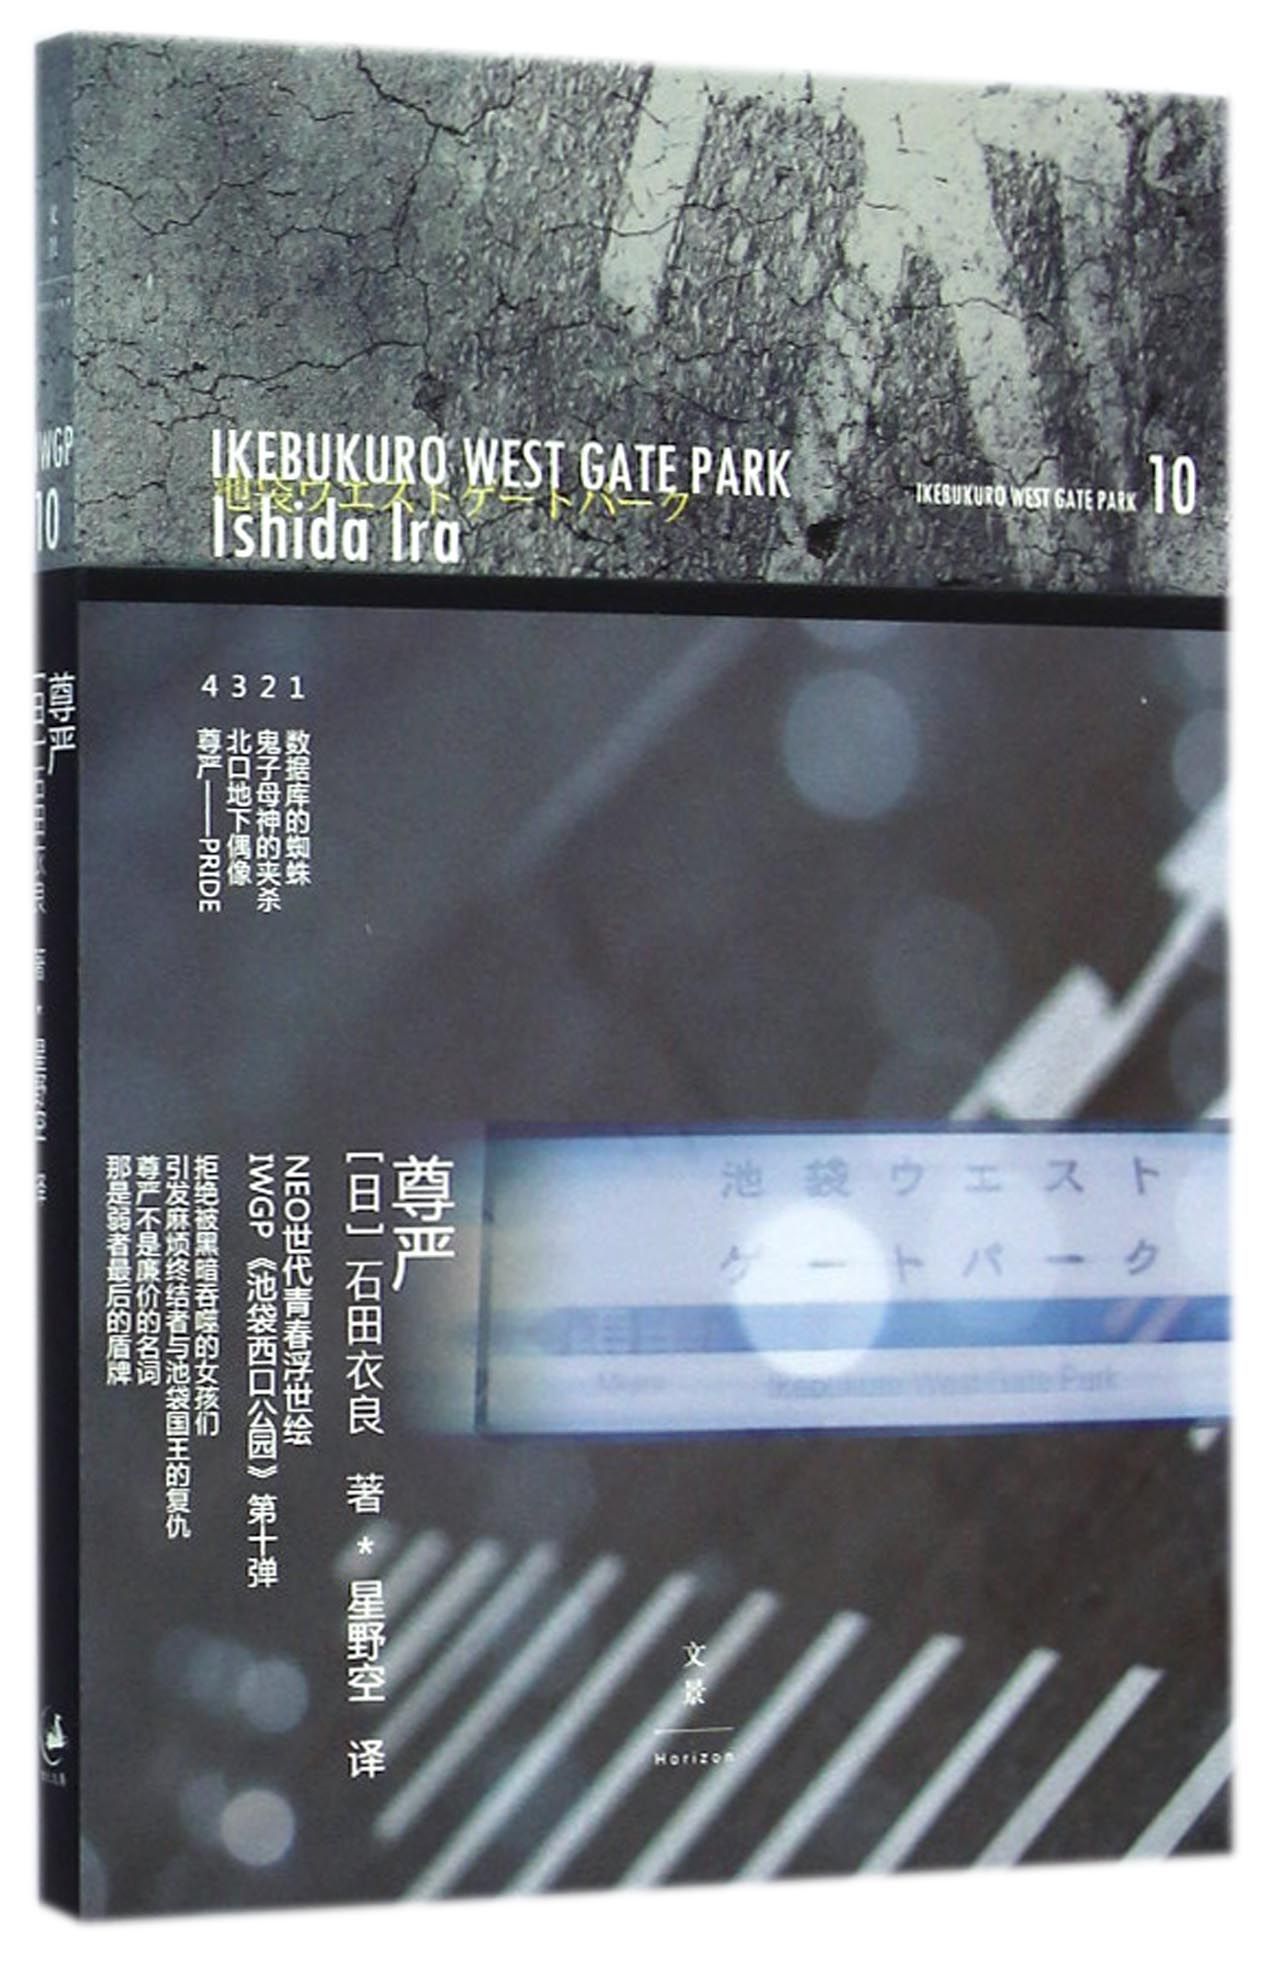 IKEBUKURO WEST GATE PARK
池袋ウエストゲートパーク
Ishida Ira
IKEBUKURO WEST GATE PARK 10
1 数据库的蜘蛛
2 鬼子母神的夹杀
3 北口地下偶像
4 尊严——PRIDE
尊严
[日] 石田衣良 著 * 星野空 译
NEO世代青春浮世绘
IWGP《池袋西口公园》第十弹
拒绝被黑暗吞噬的女孩们
引发麻烦终结者与池袋国王的复仇
尊严不是廉价的名词
那是弱者最后的盾牌
池袋ウエスト
ゲートパーク
Ikebukuro West Gate Park
文景
Horizon
文景
IWGP
10
尊严